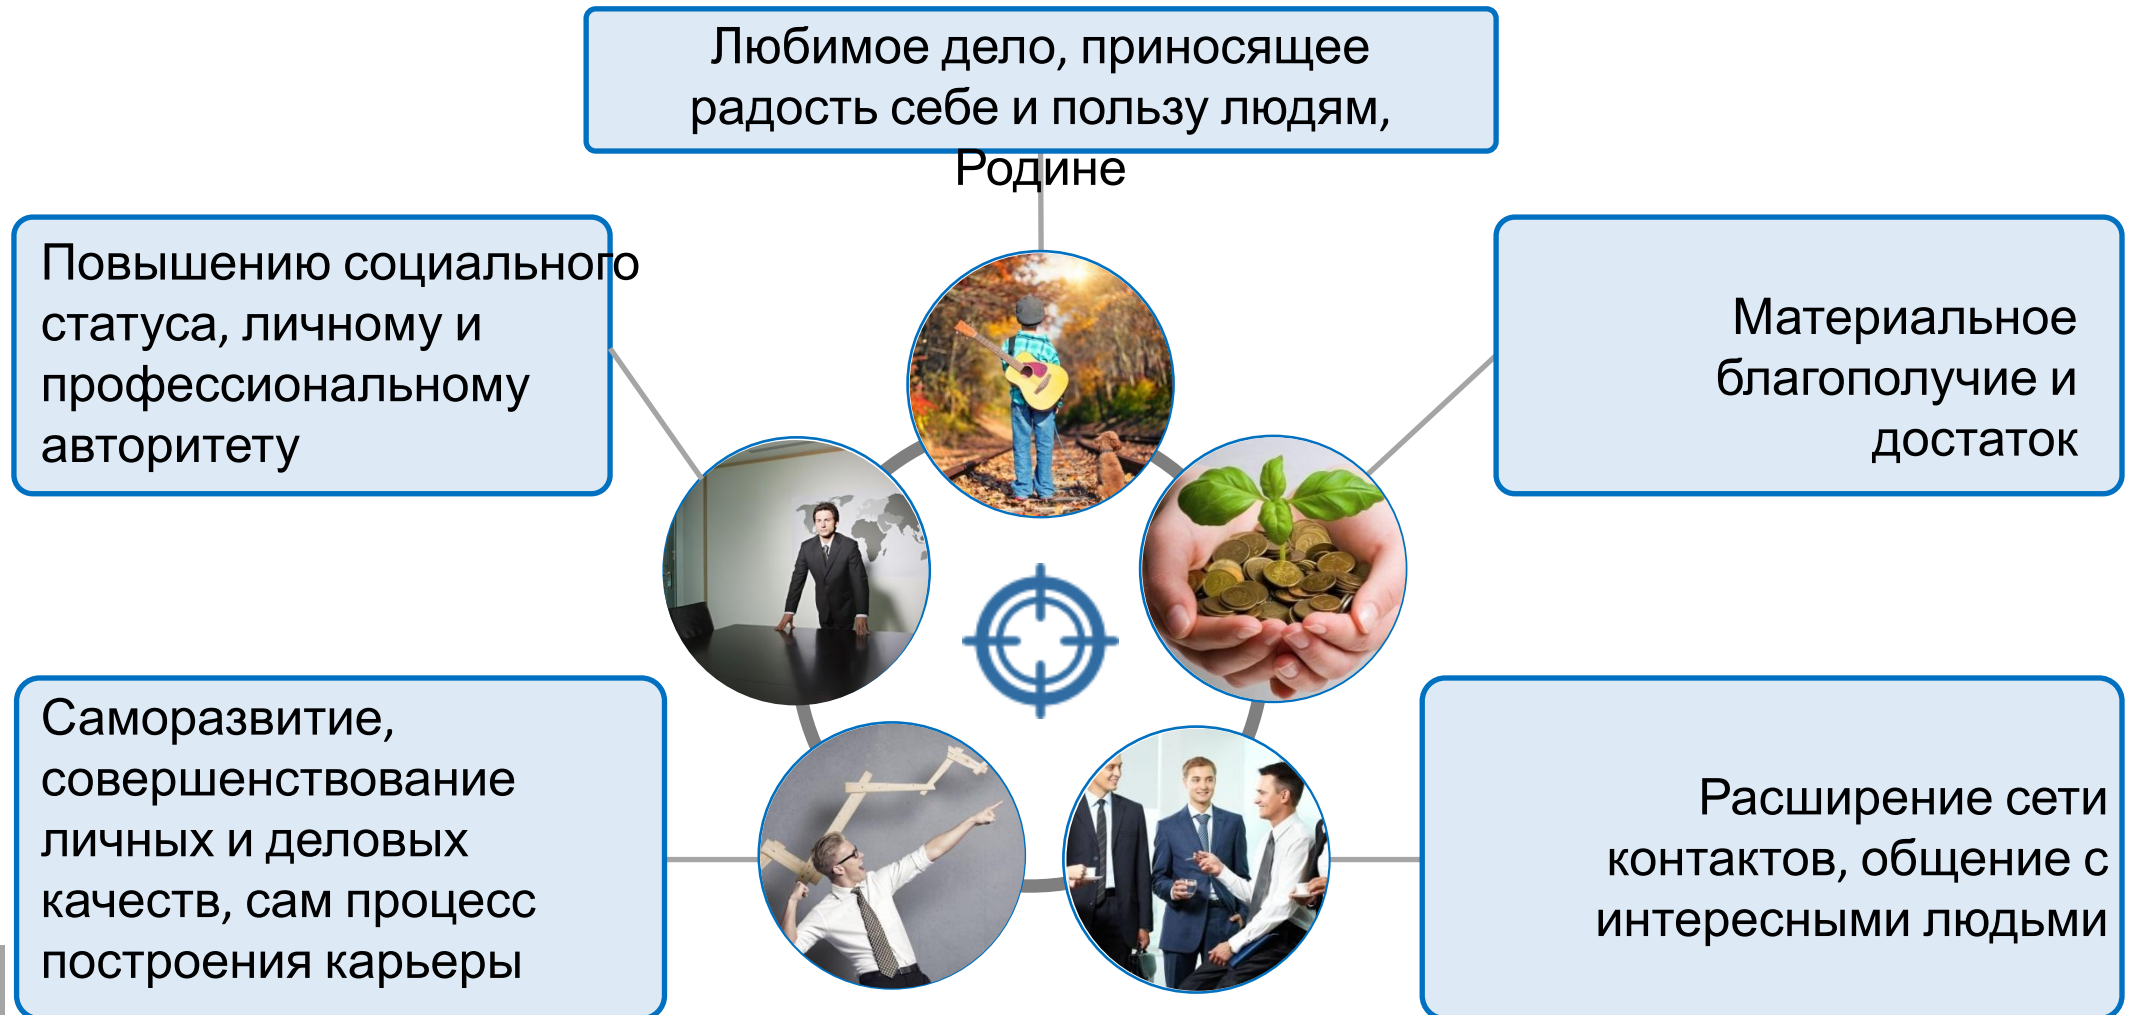 Любимое дело, приносящее
радость себе и пользу людям,
Родине
Повышению социального
статуса, личному и
профессиональному
авторитету
Материальное
благополучие и
достаток
Саморазвитие,
совершенствование
личных и деловых
качеств, сам процесс
построения карьеры
Расширение сети
контактов, общение с
интересными людьми